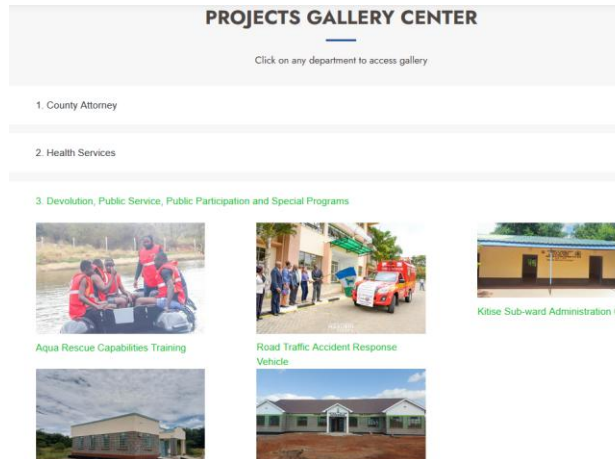 PROJECTS GALLERY CENTER
Click on any department to access gallery
1. County Attorney
2. Health Services
3. Devolution, Public Service, Public Participation and Special Programs
Aqua Rescue Capabilities Training
Road Traffic Accident Response
Vehicle
Kitise Sub-ward Administration